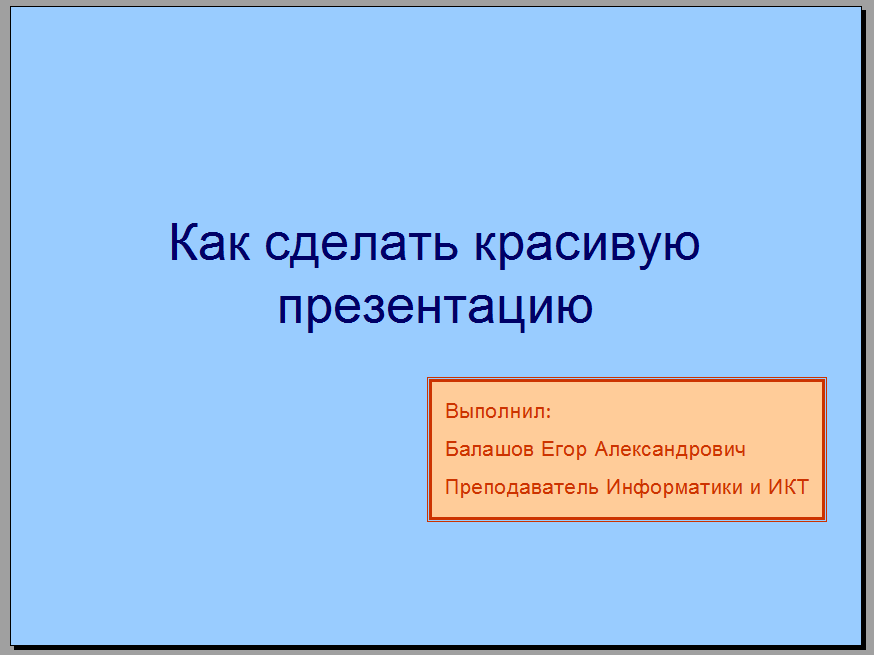 Как сделать красивую
презентацию
Выполнил:
Балашов Егор Александрович
Преподаватель Информатики и ИКТ